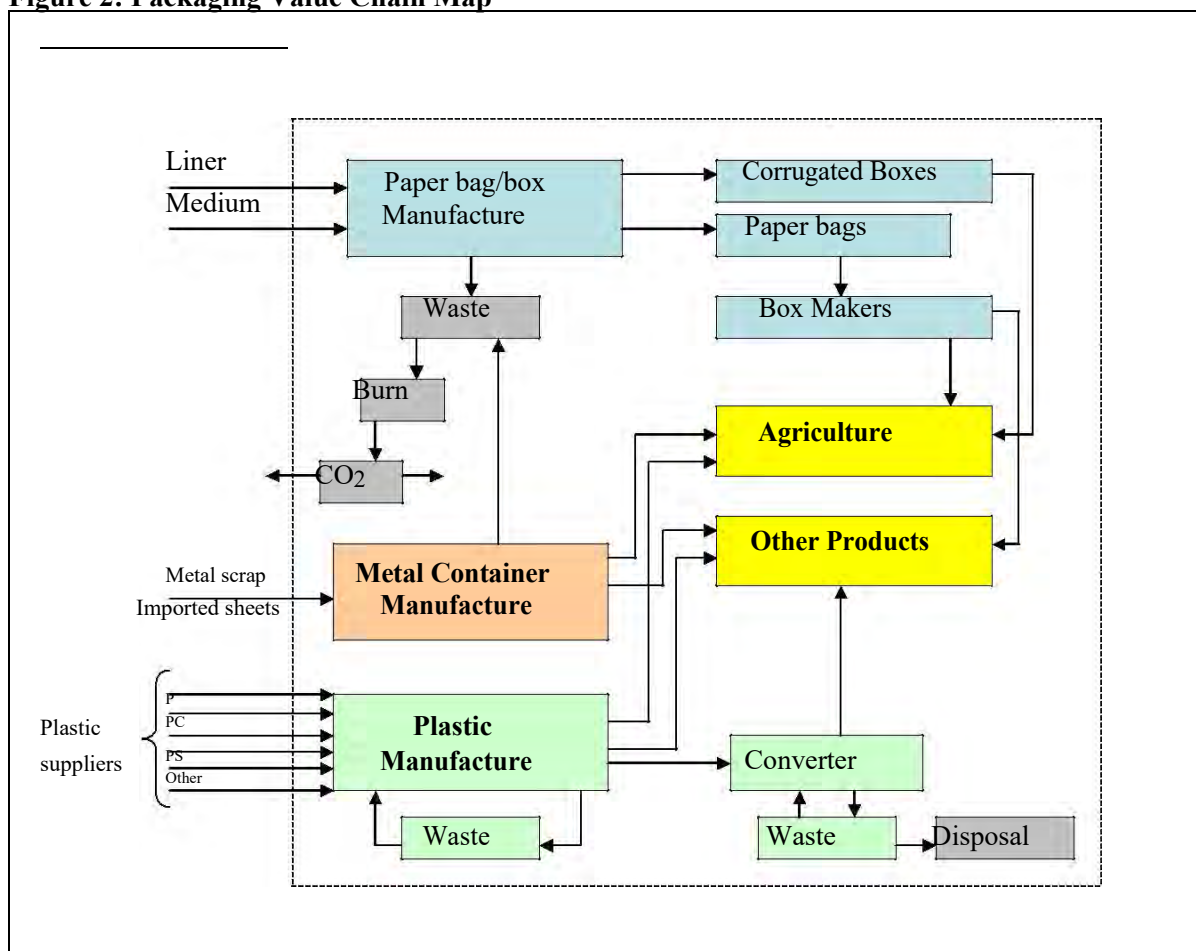 Figure 2: Packaging Value Chain Map
Liner
Medium
Paper bag/box
Manufacture
Corrugated Boxes
Paper bags
Waste
Box Makers
Burn
Agriculture
CO2
Other Products
Metal scrap
Imported sheets
Metal Container
Manufacture
Plastic
suppliers
P
PC
PS
Other
Plastic
Manufacture
Converter
Waste
Waste
Disposal